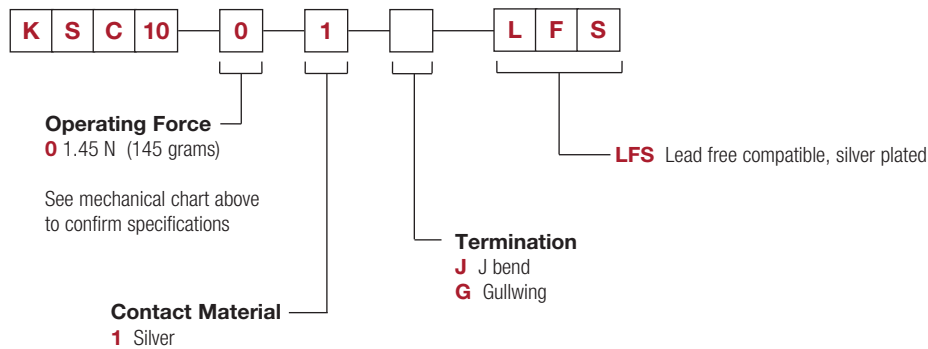 K S C 10 0 1 L F S
Operating Force
0 1.45 N (145 grams)
LFS Lead free compatible, silver plated
See mechanical chart above
to confirm specifications
Termination
J J bend
G Gullwing
Contact Material
1 Silver